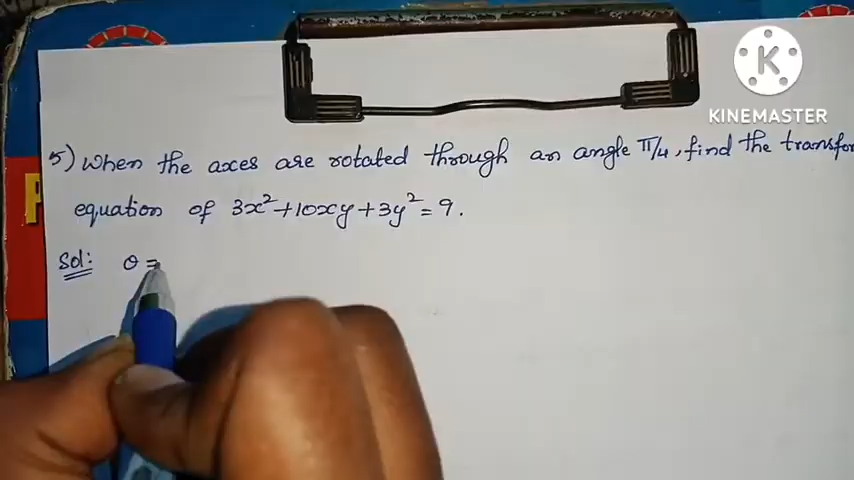 KINEMASTER
5) When the axes are rotated through an angle π/4, find the transfor
equation of 3x²+10xy+3y²=9.
Sol: θ =